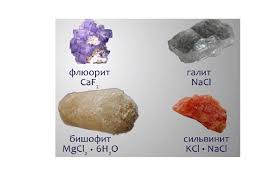 флюорит
CaF₂
галит
NaCl
бишофит
MgCl₂ • 6H₂O
сильвинит
KCl • NaCl